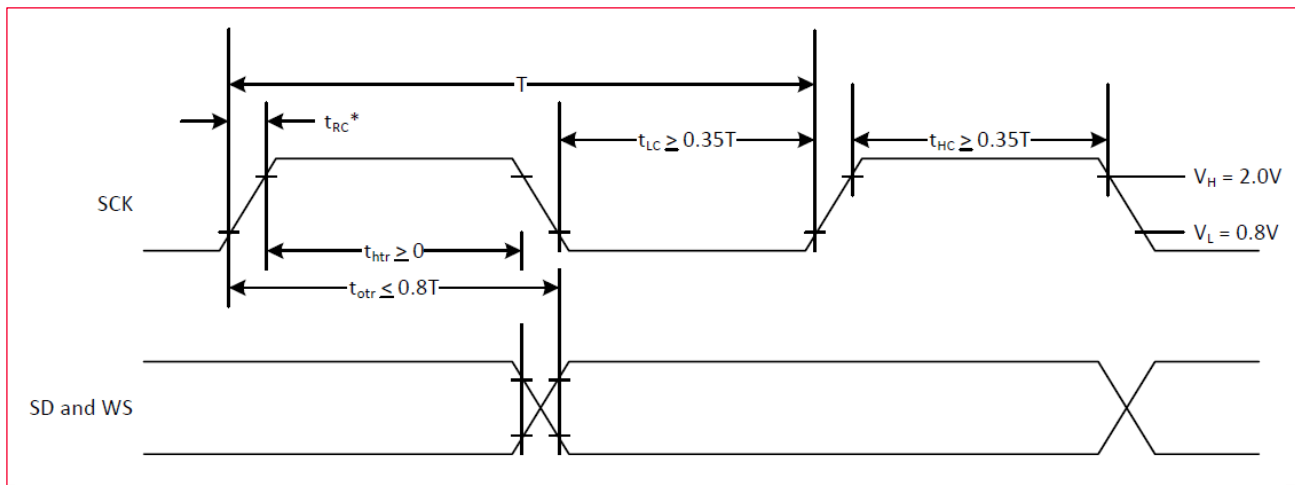 T
tRC*
tLC ≥ 0.35T
tHC ≥ 0.35T
VH = 2.0V
SCK
VL = 0.8V
thtr ≥ 0
totr ≤ 0.8T
SD and WS